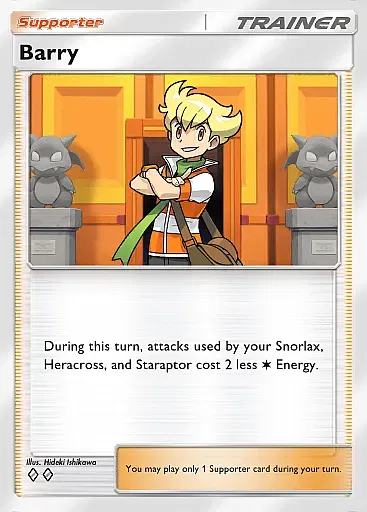 Supporter
TRAINER
Barry
During this turn, attacks used by your Snorlax,
Heracross, and Staraptor cost 2 less ✶ Energy.
Illus. Hideki Ishikawa
You may play only 1 Supporter card during your turn.